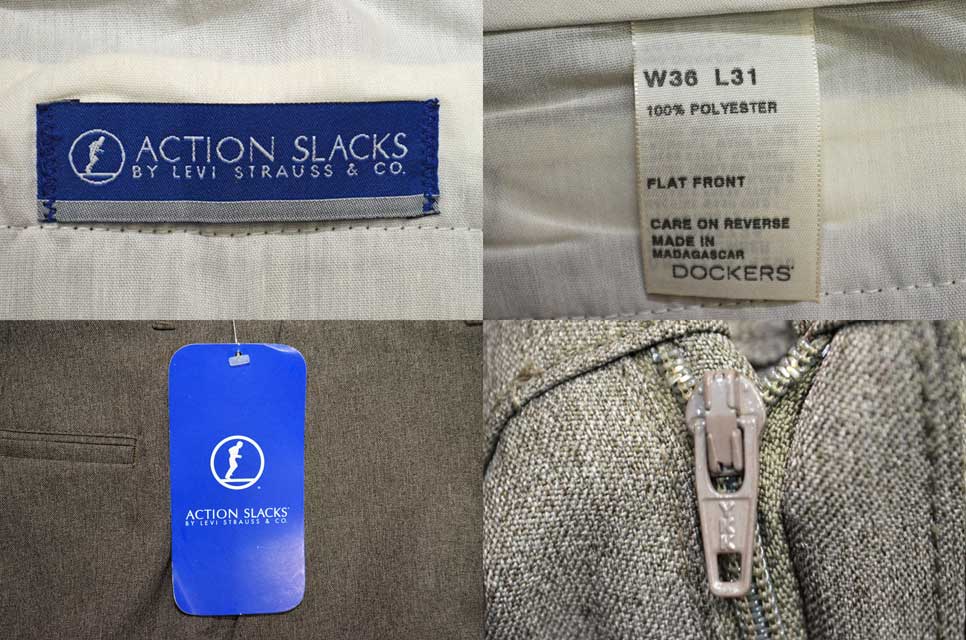 ACTION SLACKS
BY LEVI STRAUSS & CO.
W36 L31
100% POLYESTER
FLAT FRONT
CARE ON REVERSE
MADE IN
MADAGASCAR
DOCKERS®
ACTION SLACKS™
BY LEVI STRAUSS & CO.
YKK